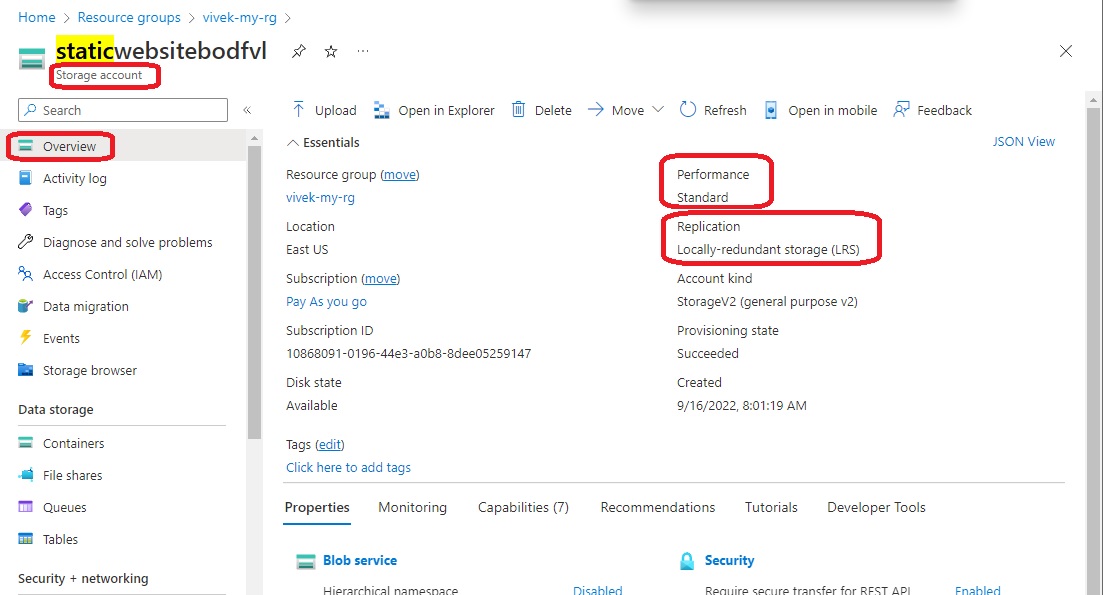 Home > Resource groups > vivek-my-rg >
staticwebsitebodfvl
Storage account
Search
Overview
Activity log
Tags
Diagnose and solve problems
Access Control (IAM)
Data migration
Events
Storage browser
Data storage
Containers
File shares
Queues
Tables
Security + networking
Upload Open in Explorer Delete Move Refresh Open in mobile Feedback
Essentials
JSON View
Resource group (move)
vivek-my-rg
Location
East US
Subscription (move)
Pay As you go
Subscription ID
10868091-0196-44e3-a0b8-8dee05259147
Disk state
Available
Performance
Standard
Replication
Locally-redundant storage (LRS)
Account kind
StorageV2 (general purpose v2)
Provisioning state
Succeeded
Created
9/16/2022, 8:01:19 AM
Tags (edit)
Click here to add tags
Properties Monitoring Capabilities (7) Recommendations Tutorials Developer Tools
Blob service
Hierarchical namespace Disabled
Security
Require secure transfer for REST API Enabled